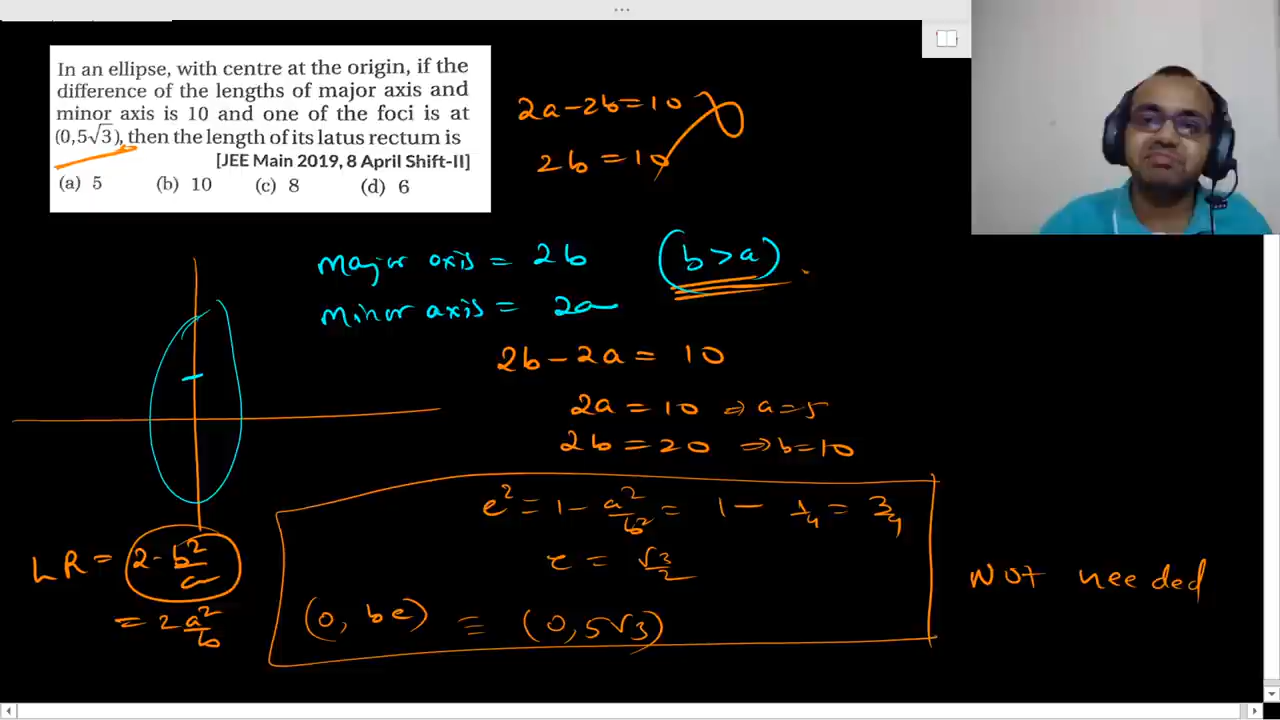 In an ellipse, with centre at the origin, if the
difference of the lengths of major axis and
minor axis is 10 and one of the foci is at
(0,5√3), then the length of its latus rectum is
[JEE Main 2019, 8 April Shift-II]
(a) 5 (b) 10 (c) 8 (d) 6
2a-2b=10
2b=10
major axis = 2b (b>a)
minor axis = 2a
2b-2a = 10
2a = 10 ⇒ a=5
2b = 20 ⇒ b=10
e² = 1 - a²/b² = 1 - 1/4 = 3/4
e = √3/2
(0, be) ≡ (0,5√3)
LR = 2·b²/a
= 2a²/b
Not needed